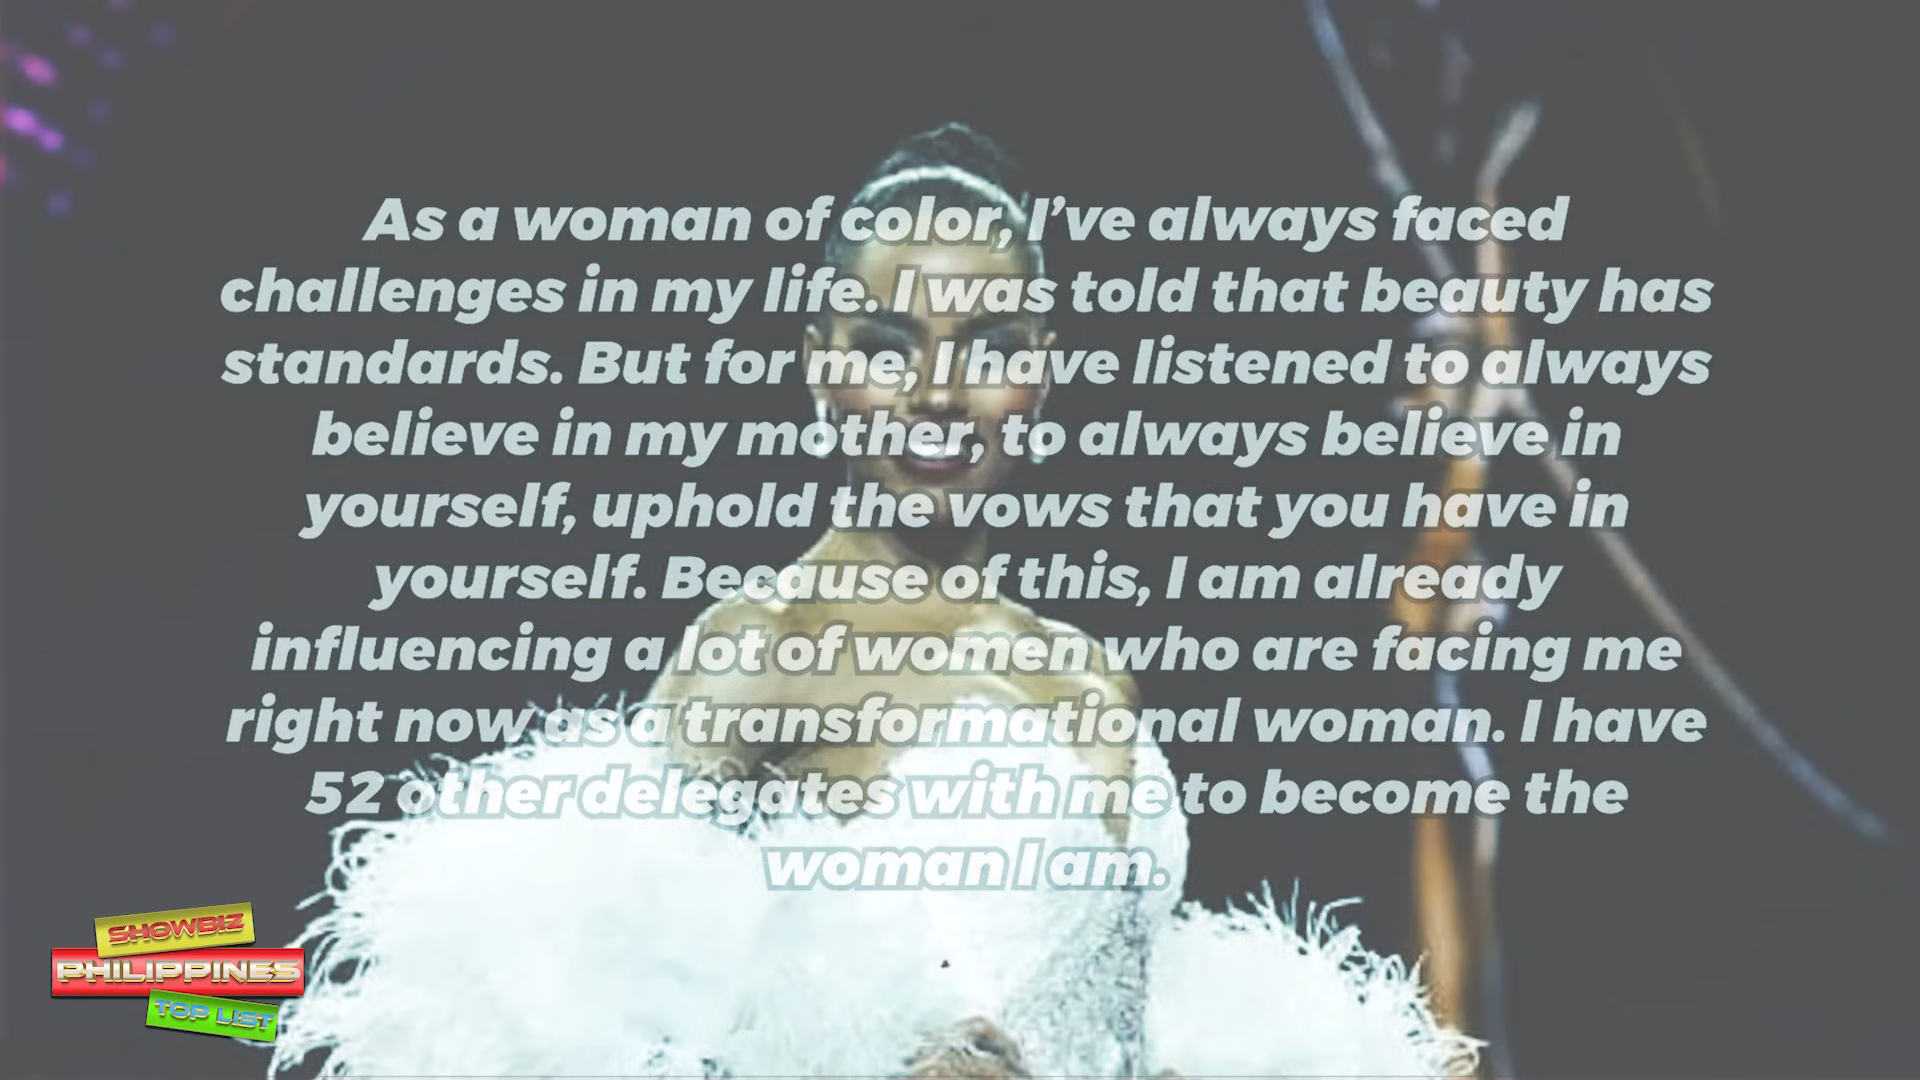 As a woman of color, I’ve always faced
challenges in my life. I was told that beauty has
standards. But for me, I have listened to always
believe in my mother, to always believe in
yourself, uphold the vows that you have in
yourself. Because of this, I am already
influencing a lot of women who are facing me
right now as a transformational woman. I have
52 other delegates with me to become the
woman I am.
SHOWBIZ
PHILIPPINES
TOP LIST